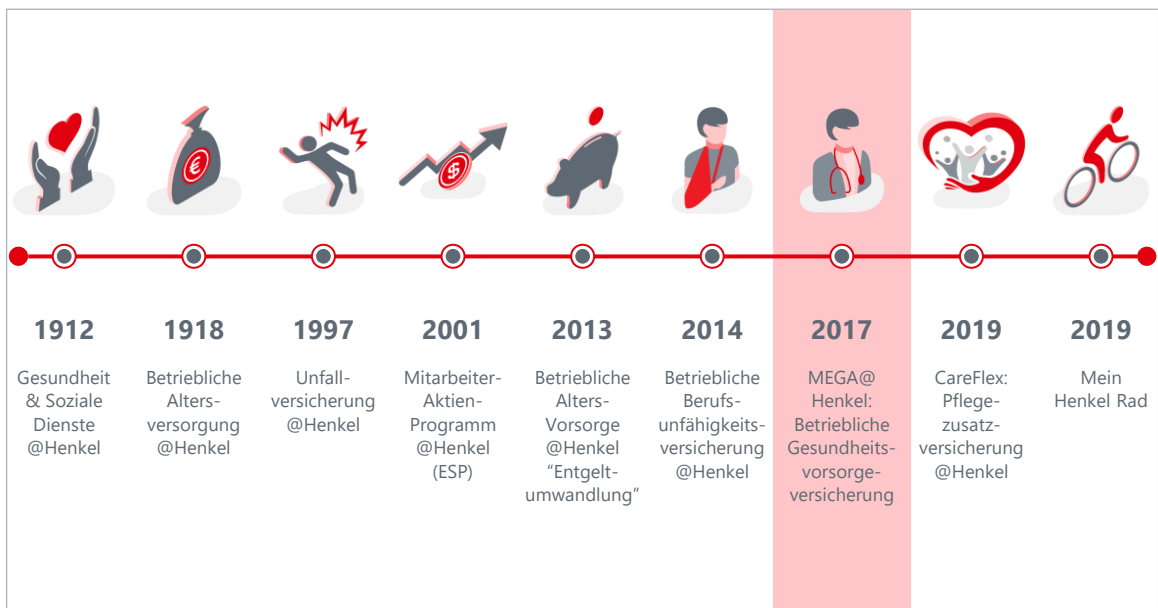 €
$
1912
Gesundheit
& Soziale
Dienste
@Henkel
1918
Betriebliche
Alters-
versorgung
@Henkel
1997
Unfall-
versicherung
@Henkel
2001
Mitarbeiter-
Aktien-
Programm
@Henkel
(ESP)
2013
Betriebliche
Alters-
Vorsorge
@Henkel
“Entgelt-
umwandlung”
2014
Betriebliche
Berufs-
unfähigkeits-
versicherung
@Henkel
2017
MEGA@
Henkel:
Betriebliche
Gesundheits-
vorsorge-
versicherung
2019
CareFlex:
Pflege-
zusatz-
versicherung
@Henkel
2019
Mein
Henkel Rad